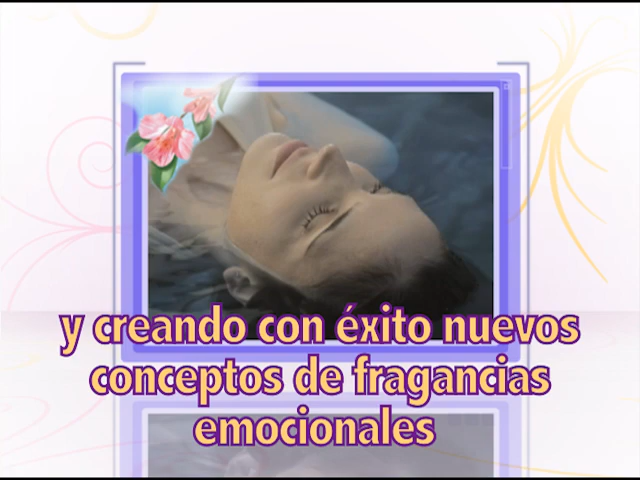 y creando con éxito nuevos
conceptos de fragancias
emocionales